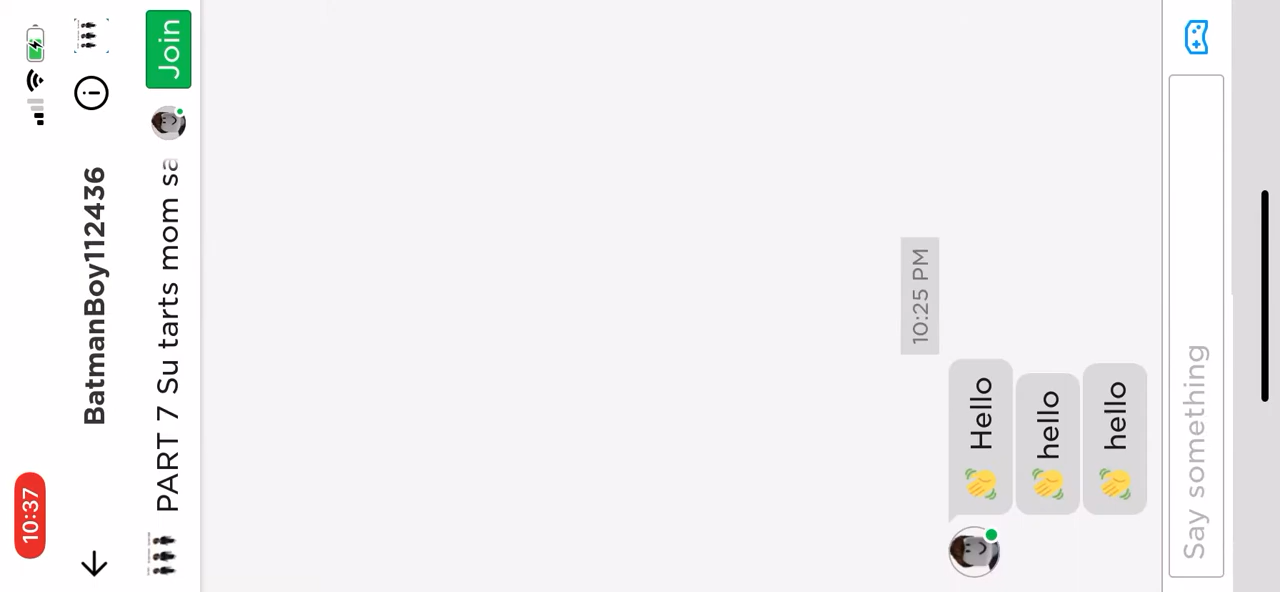 10:37
BatmanBoy112436
PART 7 Su tarts mom sa
Join
10:25 PM
👋 Hello
👋 hello
👋 hello
Say something